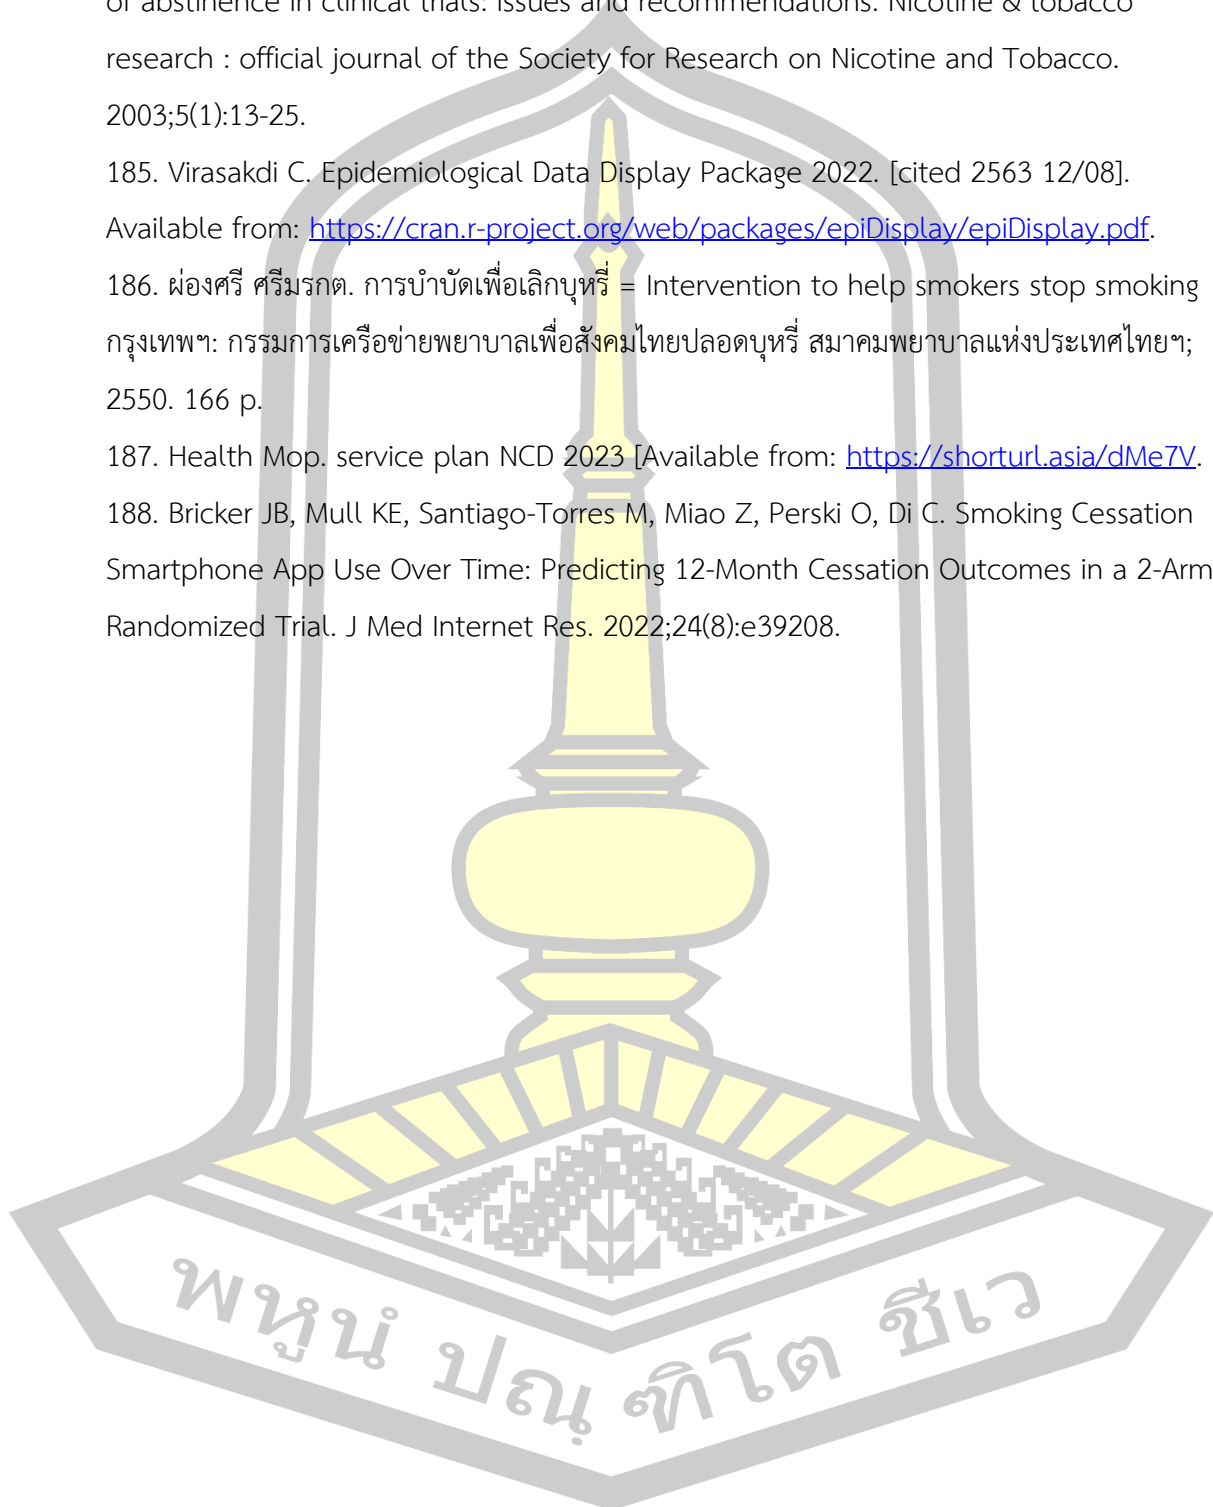 of abstinence in clinical trials: issues and recommendations. Nicotine & tobacco
research : official journal of the Society for Research on Nicotine and Tobacco.
2003;5(1):13-25.
185. Virasakdi C. Epidemiological Data Display Package 2022. [cited 2563 12/08].
Available from: https://cran.r-project.org/web/packages/epiDisplay/epiDisplay.pdf.
186. ผ่องศรี ศรีมรกต. การบำบัดเพื่อเลิกบุหรี่ = Intervention to help smokers stop smoking
กรุงเทพฯ: กรรมการเครือข่ายพยาบาลเพื่อสังคมไทยปลอดบุหรี่ สมาคมพยาบาลแห่งประเทศไทยฯ;
2550. 166 p.
187. Health Mop. service plan NCD 2023 [Available from: https://shorturl.asia/dMe7V.
188. Bricker JB, Mull KE, Santiago-Torres M, Miao Z, Perski O, Di C. Smoking Cessation
Smartphone App Use Over Time: Predicting 12-Month Cessation Outcomes in a 2-Arm
Randomized Trial. J Med Internet Res. 2022;24(8):e39208.
พหูนํ ปณฺฑิโต ชีเว